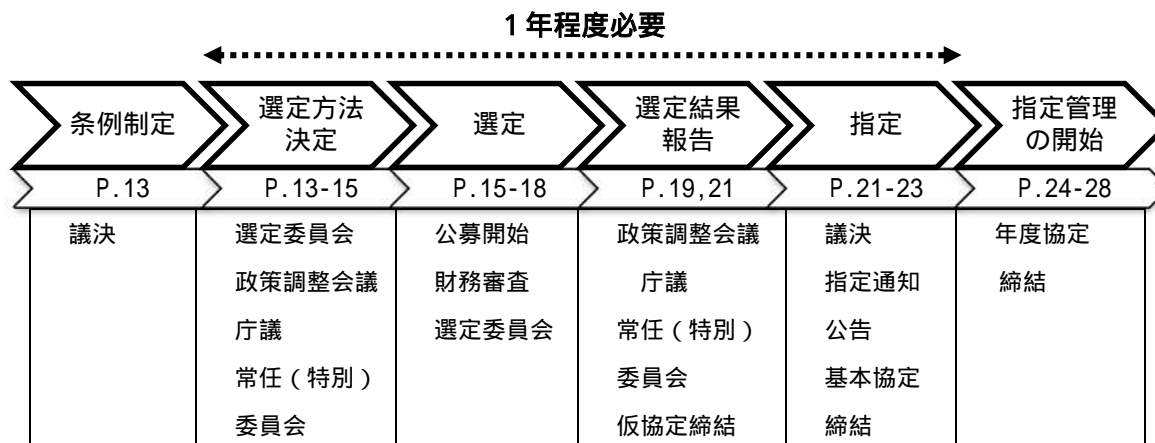 1年程度必要
条例制定
選定方法
決定
選定
選定結果
報告
指定
指定管理
の開始
P.13
P.13-15
P.15-18
P.19,21
P.21-23
P.24-28
議決
選定委員会
政策調整会議
庁議
常任（特別）
委員会
公募開始
財務審査
選定委員会
政策調整会議
庁議
常任（特別）
委員会
仮協定締結
議決
指定通知
公告
基本協定
締結
年度協定
締結